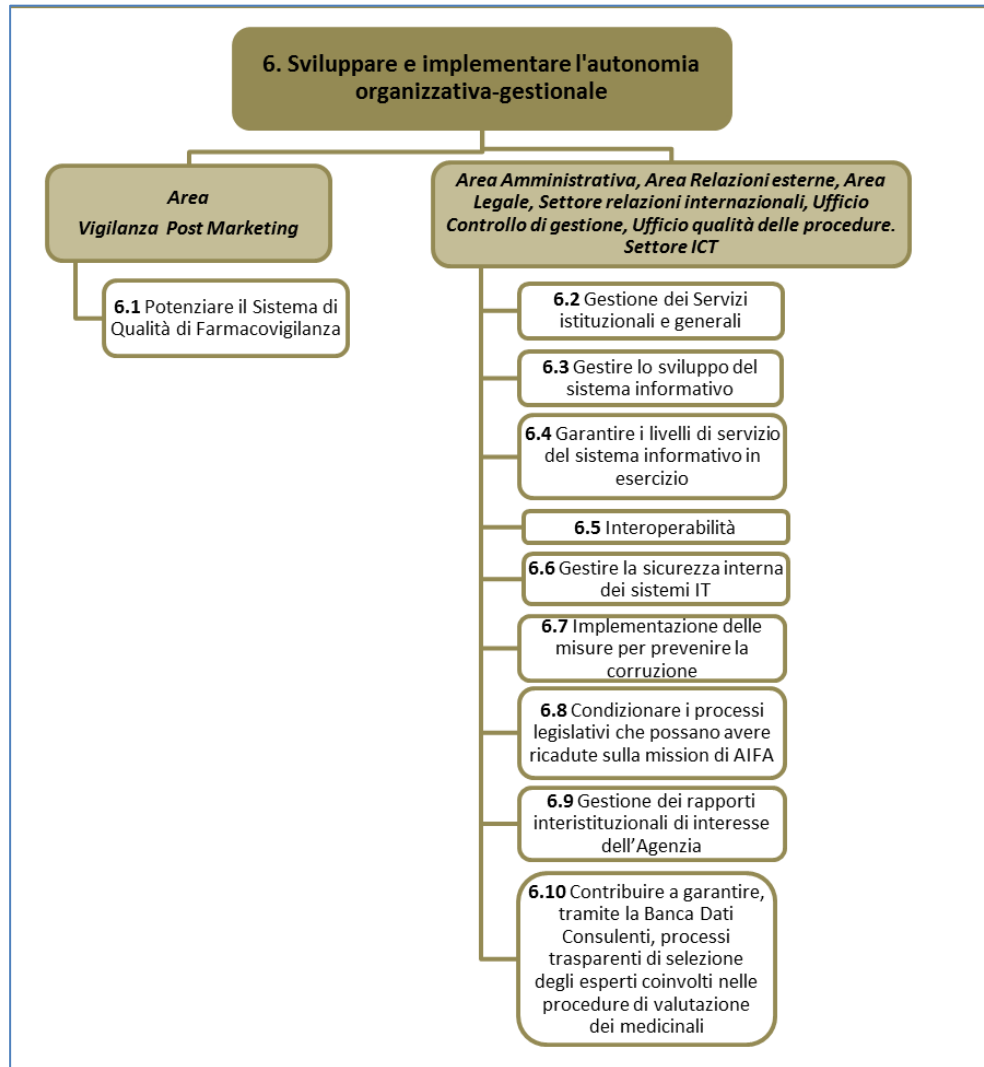 6. Sviluppare e implementare l'autonomia
organizzativa-gestionale
Area
Vigilanza Post Marketing
Area Amministrativa, Area Relazioni esterne, Area
Legale, Settore relazioni internazionali, Ufficio
Controllo di gestione, Ufficio qualità delle procedure.
Settore ICT
6.1 Potenziare il Sistema di
Qualità di Farmacovigilanza
6.2 Gestione dei Servizi
istituzionali e generali
6.3 Gestire lo sviluppo del
sistema informativo
6.4 Garantire i livelli di servizio
del sistema informativo in
esercizio
6.5 Interoperabilità
6.6 Gestire la sicurezza interna
dei sistemi IT
6.7 Implementazione delle
misure per prevenire la
corruzione
6.8 Condizionare i processi
legislativi che possano avere
ricadute sulla mission di AIFA
6.9 Gestione dei rapporti
interistituzionali di interesse
dell’Agenzia
6.10 Contribuire a garantire,
tramite la Banca Dati
Consulenti, processi
trasparenti di selezione
degli esperti coinvolti nelle
procedure di valutazione
dei medicinali